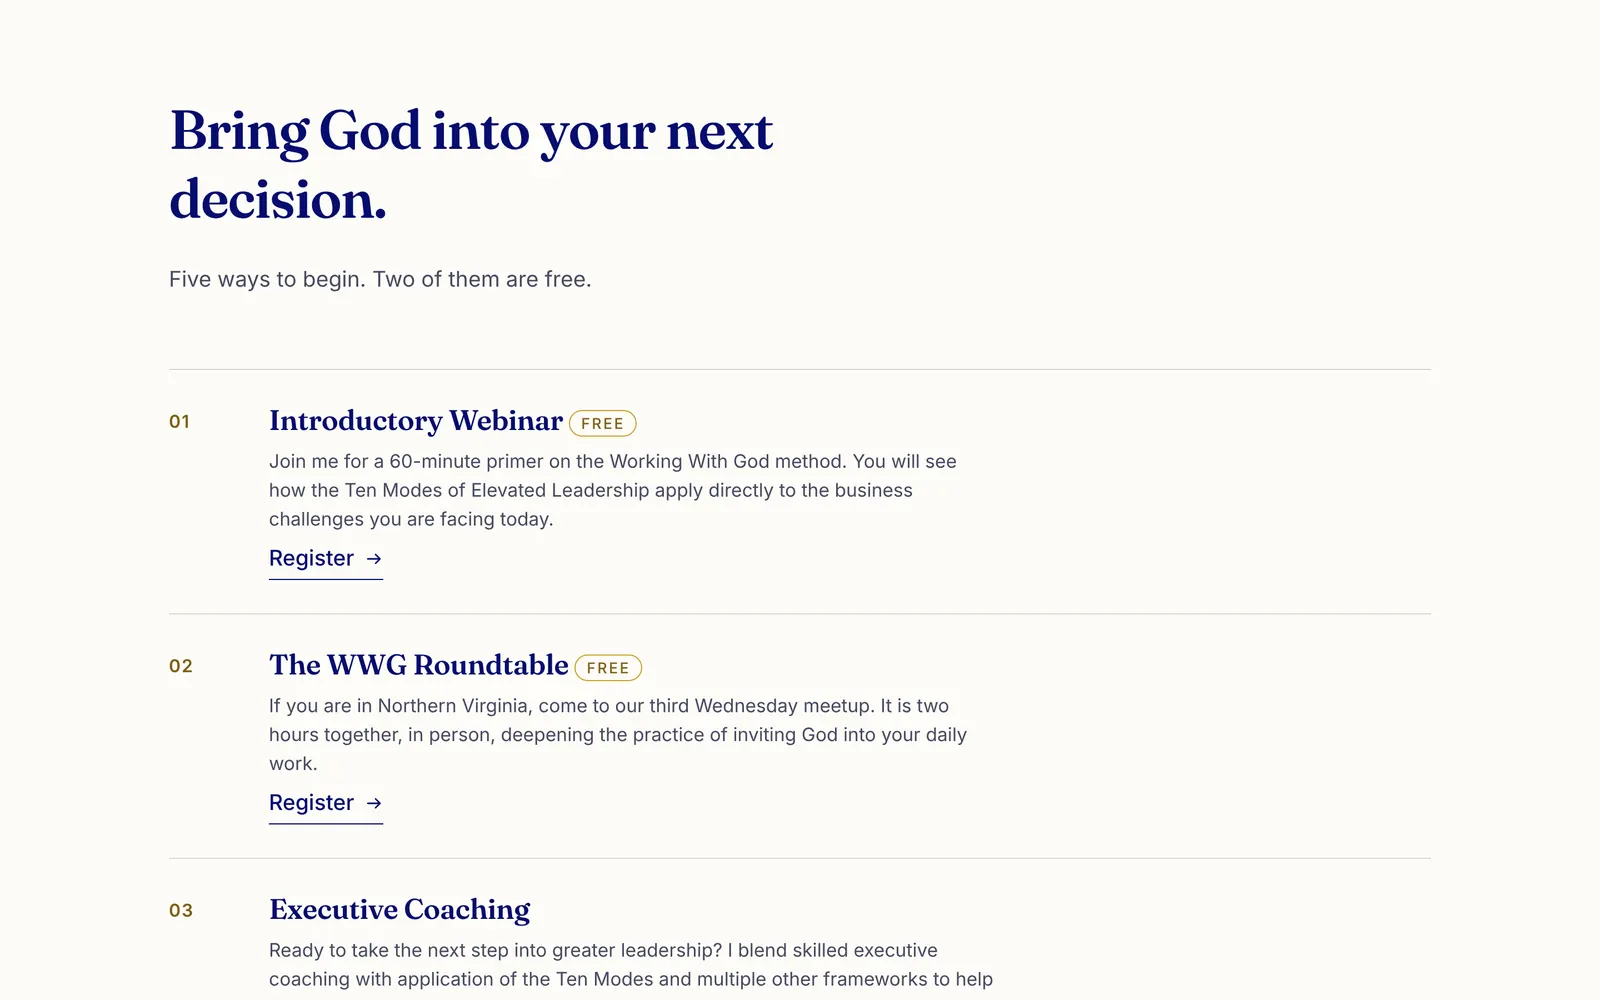 Bring God into your next
decision.
Five ways to begin. Two of them are free.
01
Introductory Webinar FREE
Join me for a 60-minute primer on the Working With God method. You will see
how the Ten Modes of Elevated Leadership apply directly to the business
challenges you are facing today.
Register →
02
The WWG Roundtable FREE
If you are in Northern Virginia, come to our third Wednesday meetup. It is two
hours together, in person, deepening the practice of inviting God into your daily
work.
Register →
03
Executive Coaching
Ready to take the next step into greater leadership? I blend skilled executive
coaching with application of the Ten Modes and multiple other frameworks to help